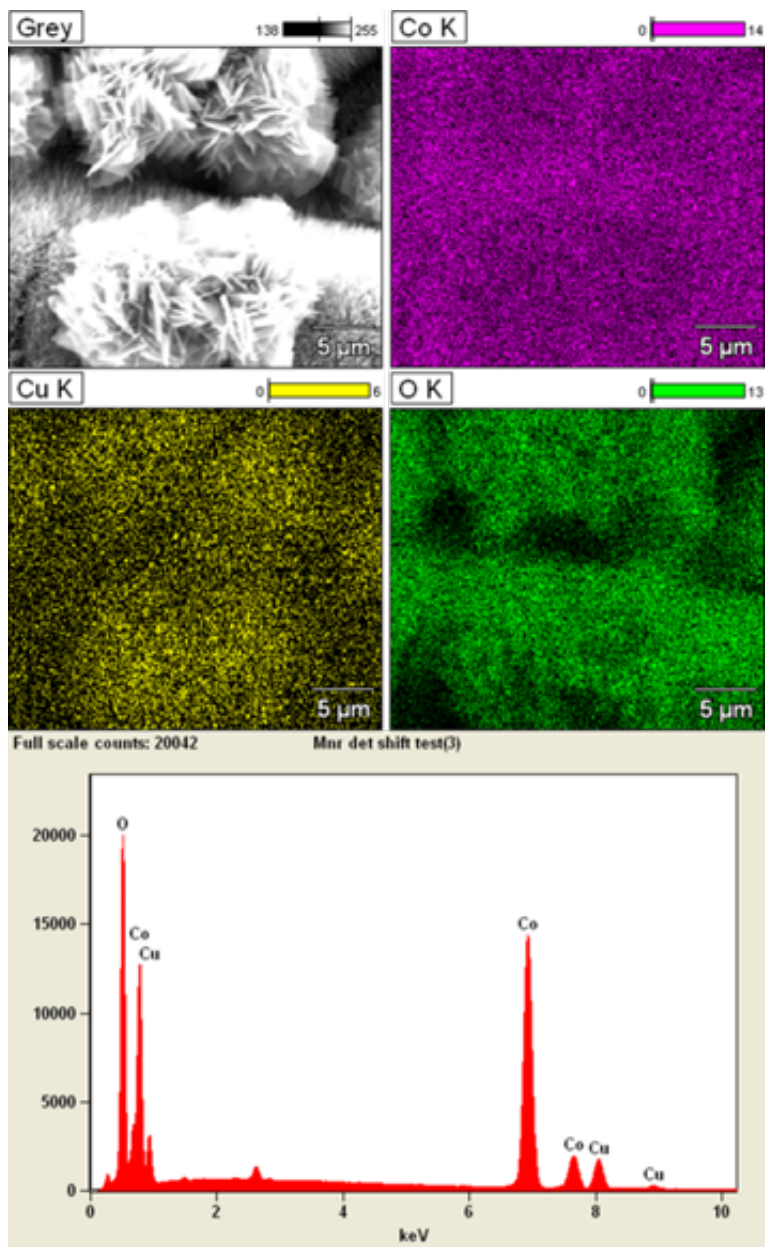 Grey 138 255
Co K 0 14
5 µm
5 µm
Cu K 0 6
O K 0 13
5 µm
5 µm
Full scale counts: 20042 Mnr det shift test(3)
20000
15000
10000
5000
0
O
Co
Cu
Co
Co
Cu
Cu
0 2 4 6 8 10
keV